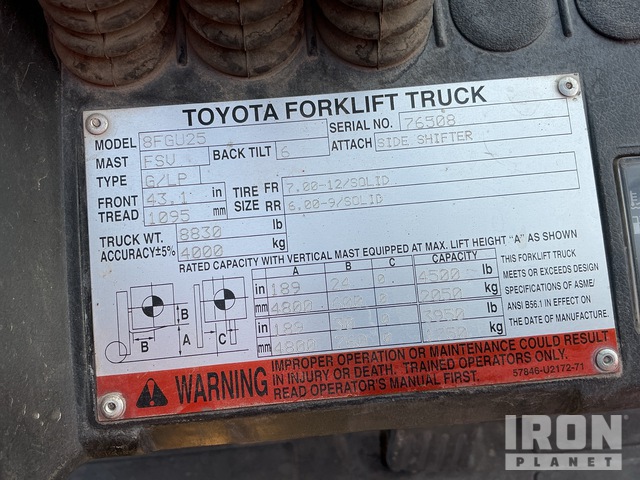 TOYOTA FORKLIFT TRUCK
MODEL 8FGU25 SERIAL NO. 76508
MAST FSV BACK TILT 6 ATTACH SIDE SHIFTER
TYPE G/LP
FRONT TREAD 43.1 in TIRE SIZE FR 7.00-12/SOLID
1095 mm RR 6.00-9/SOLID
TRUCK WT. 8830 lb
ACCURACY±5% 4000 kg
RATED CAPACITY WITH VERTICAL MAST EQUIPPED AT MAX. LIFT HEIGHT "A" AS SHOWN
A B C CAPACITY
in 189 24 0. 4500 lb
mm 4800 0 2050 kg
in 189 lb
mm 4800 kg
B B A C
THIS FORKLIFT TRUCK
MEETS OR EXCEEDS DESIGN
SPECIFICATIONS OF ASME/
ANSI B56.1 IN EFFECT ON
THE DATE OF MANUFACTURE.
WARNING
IMPROPER OPERATION OR MAINTENANCE COULD RESULT
IN INJURY OR DEATH. TRAINED OPERATORS ONLY.
READ OPERATOR'S MANUAL FIRST.
57846-U2172-71
IRON
PLANET